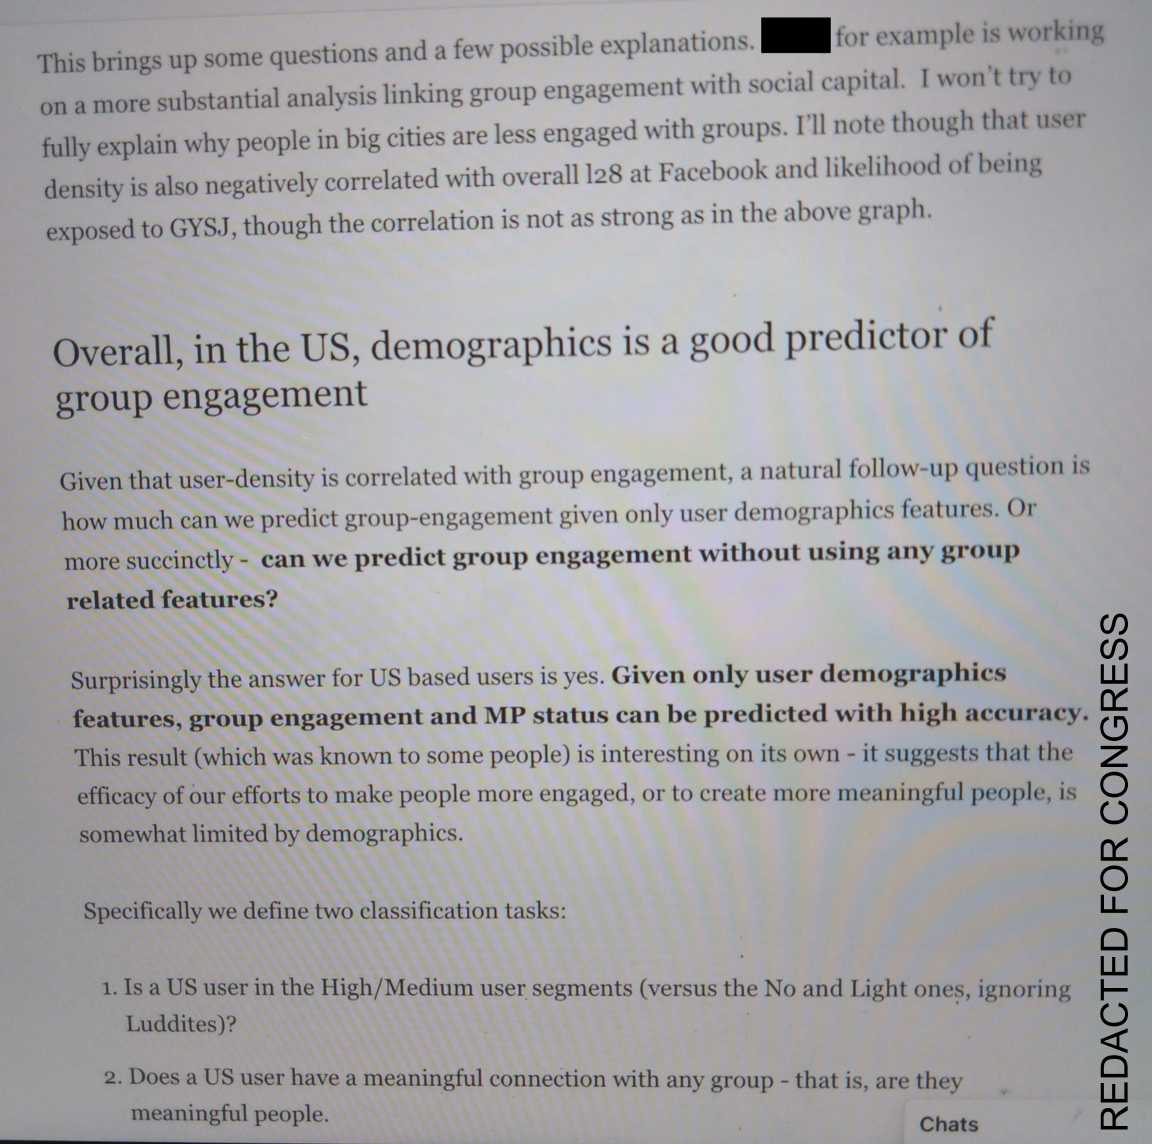 This brings up some questions and a few possible explanations. for example is working
on a more substantial analysis linking group engagement with social capital. I won't try to
fully explain why people in big cities are less engaged with groups. I'll note though that user
density is also negatively correlated with overall l28 at Facebook and likelihood of being
exposed to GYSJ, though the correlation is not as strong as in the above graph.
Overall, in the US, demographics is a good predictor of
group engagement
Given that user-density is correlated with group engagement, a natural follow-up question is
how much can we predict group-engagement given only user demographics features. Or
more succinctly - can we predict group engagement without using any group
related features?
Surprisingly the answer for US based users is yes. Given only user demographics
features, group engagement and MP status can be predicted with high accuracy.
This result (which was known to some people) is interesting on its own - it suggests that the
efficacy of our efforts to make people more engaged, or to create more meaningful people, is
somewhat limited by demographics.
Specifically we define two classification tasks:
1. Is a US user in the High/Medium user segments (versus the No and Light ones, ignoring
Luddites)?
2. Does a US user have a meaningful connection with any group - that is, are they
meaningful people.
Chats
REDACTED FOR CONGRESS